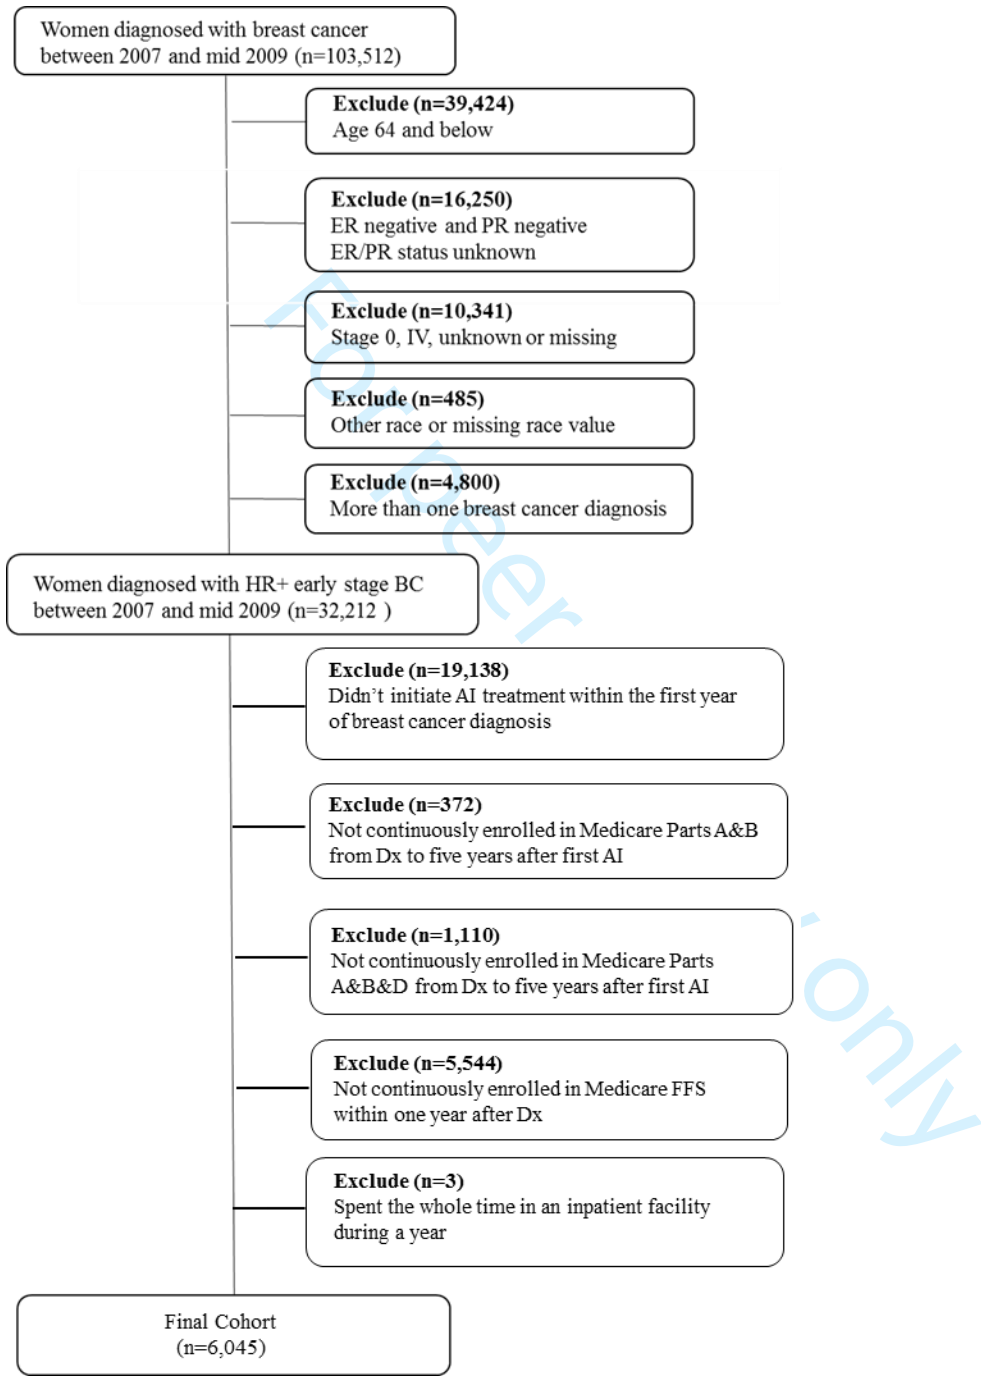 Women diagnosed with breast cancer
between 2007 and mid 2009 (n=103,512)
Exclude (n=39,424)
Age 64 and below
Exclude (n=16,250)
ER negative and PR negative
ER/PR status unknown
Exclude (n=10,341)
Stage 0, IV, unknown or missing
Exclude (n=485)
Other race or missing race value
Exclude (n=4,800)
More than one breast cancer diagnosis
Women diagnosed with HR+ early stage BC
between 2007 and mid 2009 (n=32,212 )
Exclude (n=19,138)
Didn’t initiate AI treatment within the first year
of breast cancer diagnosis
Exclude (n=372)
Not continuously enrolled in Medicare Parts A&B
from Dx to five years after first AI
Exclude (n=1,110)
Not continuously enrolled in Medicare Parts
A&B&D from Dx to five years after first AI
Exclude (n=5,544)
Not continuously enrolled in Medicare FFS
within one year after Dx
Exclude (n=3)
Spent the whole time in an inpatient facility
during a year
Final Cohort
(n=6,045)
For peer
only